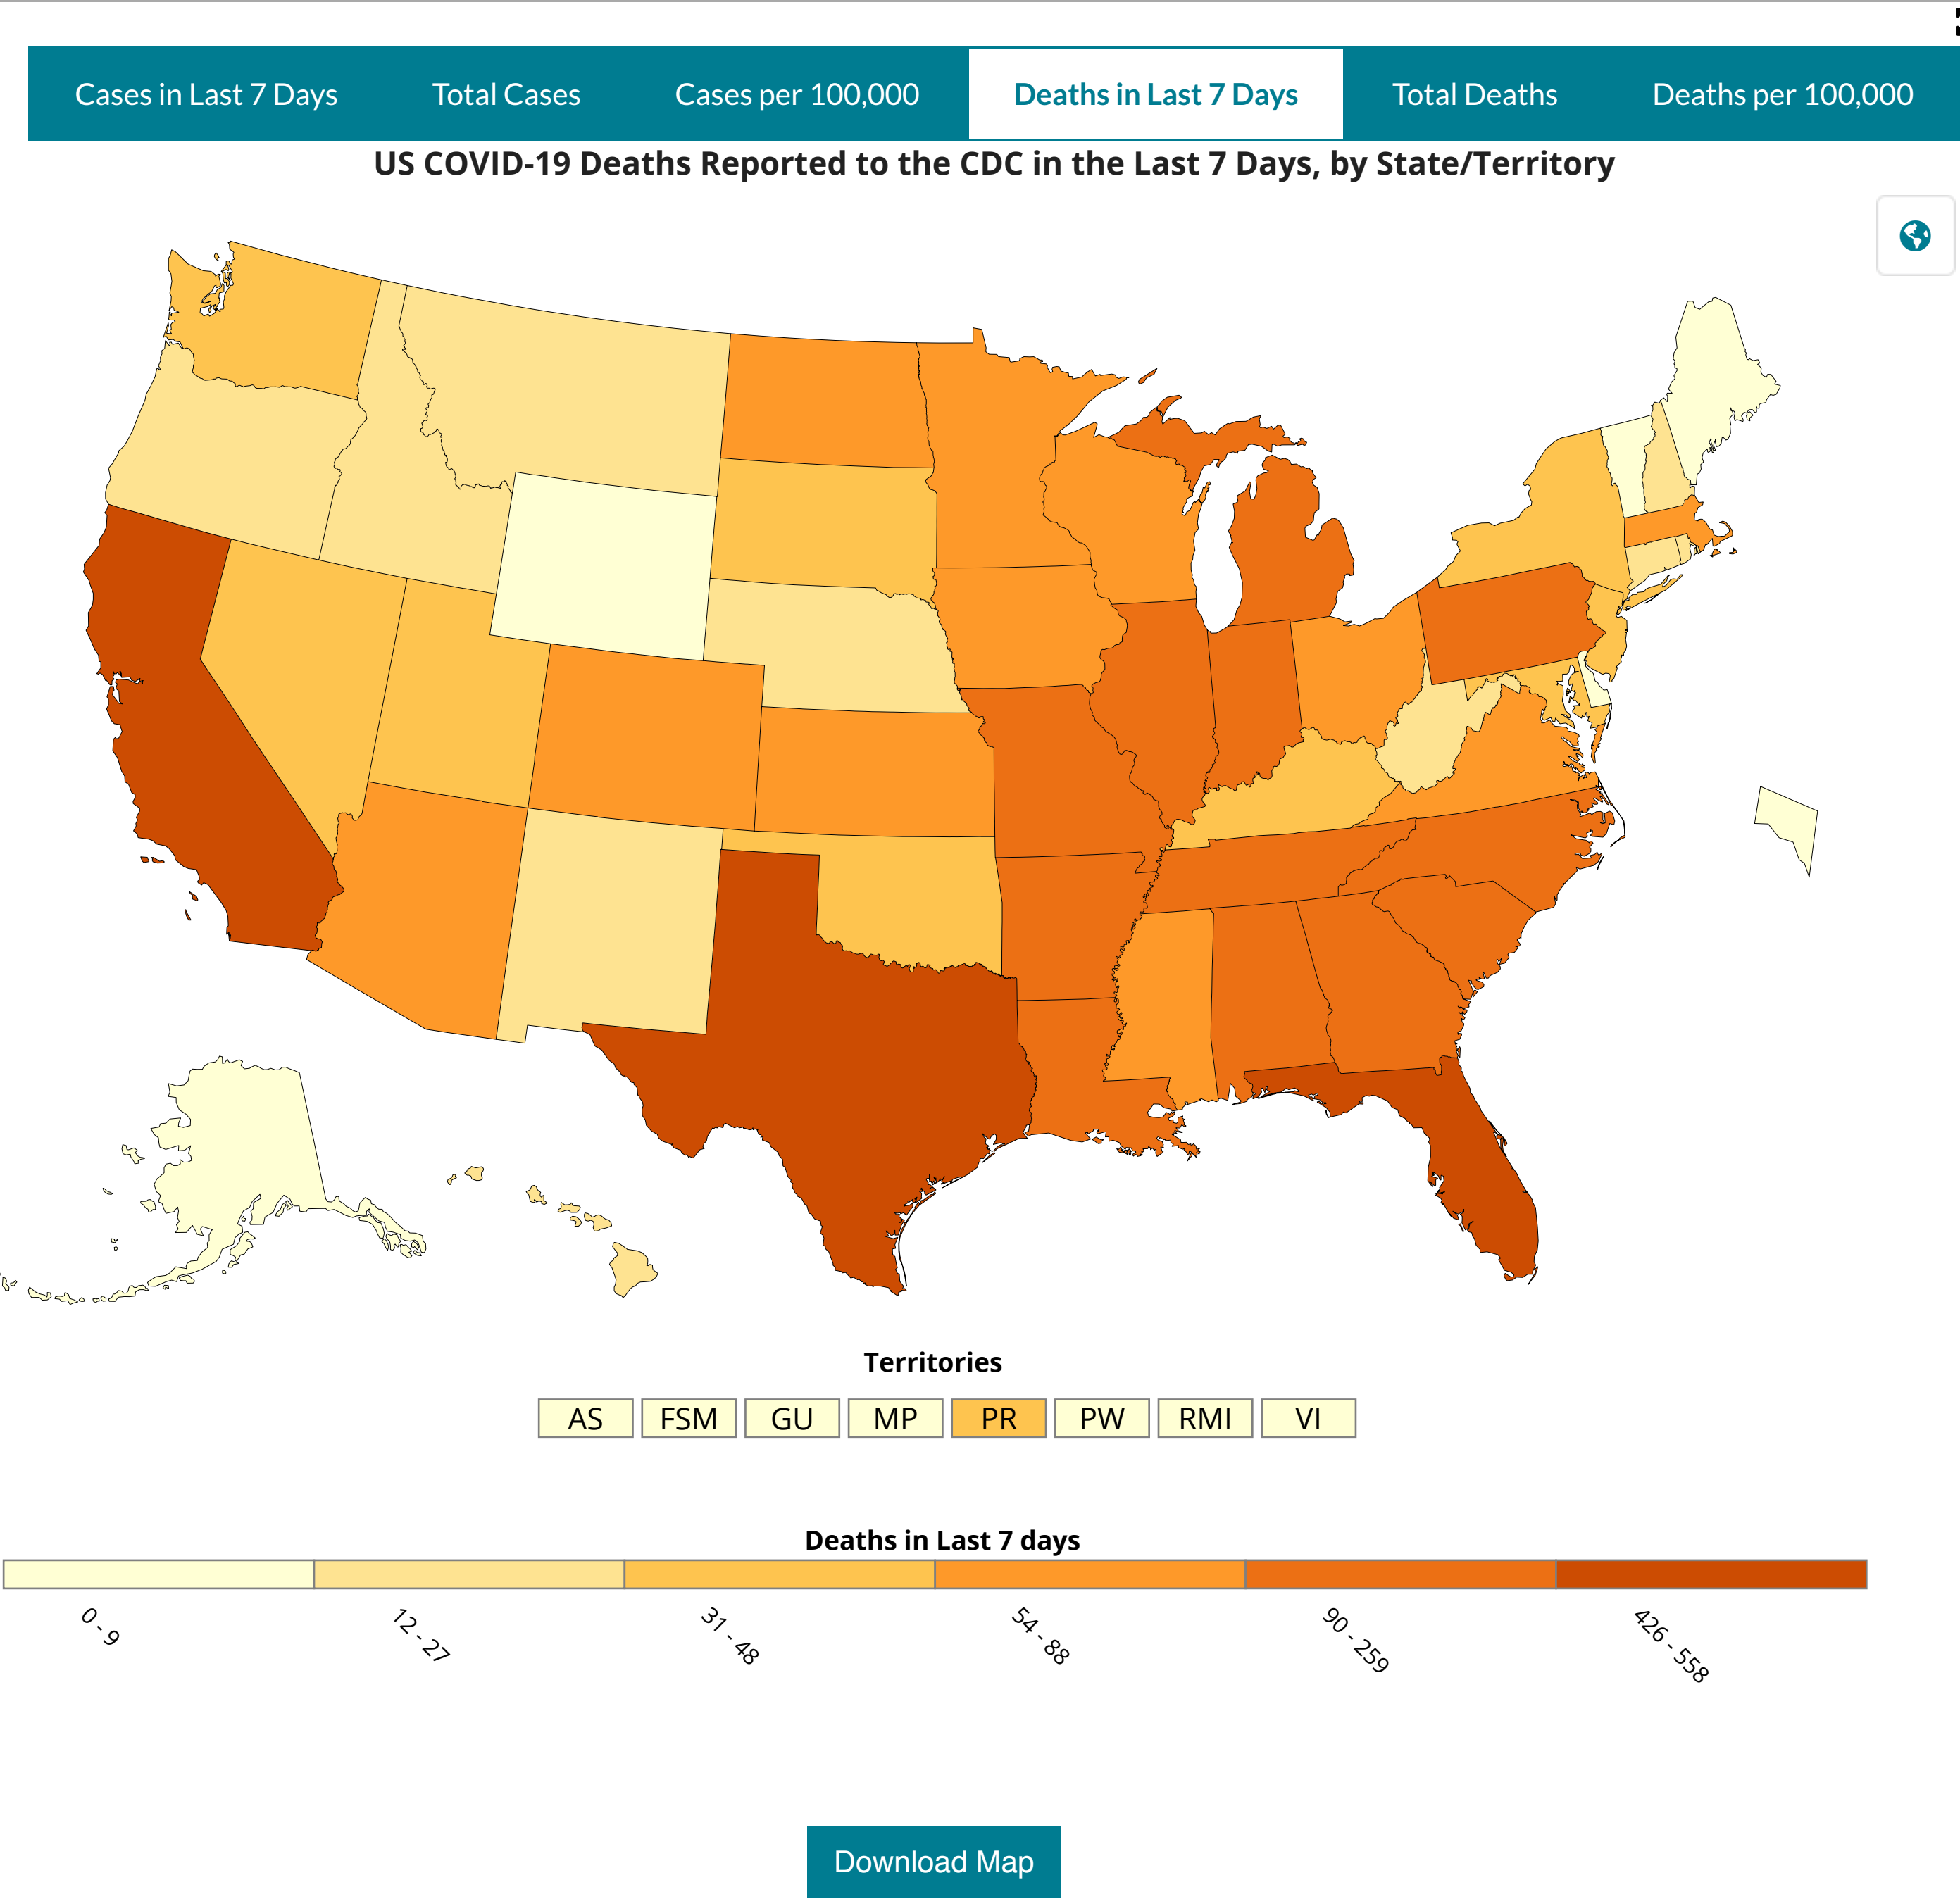 Cases in Last 7 Days Total Cases Cases per 100,000 Deaths in Last 7 Days Total Deaths Deaths per 100,000
US COVID-19 Deaths Reported to the CDC in the Last 7 Days, by State/Territory
Territories
AS FSM GU MP PR PW RMI VI
Deaths in Last 7 days
0 - 9 12 - 27 31 - 48 54 - 88 90 - 259 426 - 558
Download Map